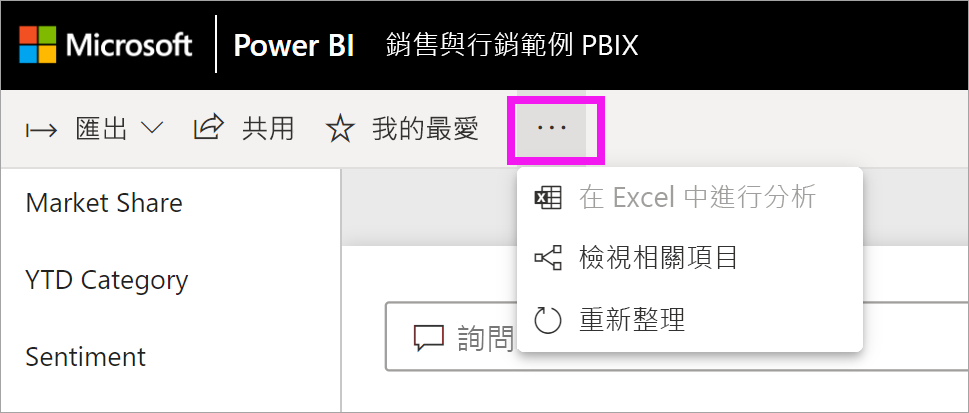 Microsoft Power BI 銷售與行銷範例 PBIX
匯出 共用 我的最愛 ...
Market Share
YTD Category
Sentiment
在 Excel 中進行分析
檢視相關項目
重新整理
詢問